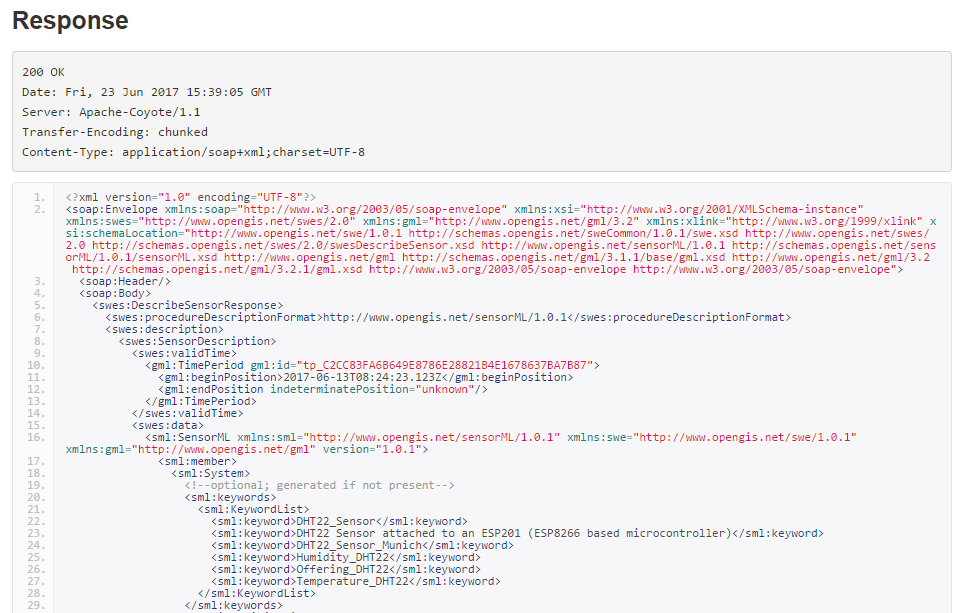 Response
200 OK
Date: Fri, 23 Jun 2017 15:39:05 GMT
Server: Apache-Coyote/1.1
Transfer-Encoding: chunked
Content-Type: application/soap+xml;charset=UTF-8
1. <?xml version="1.0" encoding="UTF-8"?>
2. <soap:Envelope xmlns:soap="http://www.w3.org/2003/05/soap-envelope" xmlns:xsi="http://www.w3.org/2001/XMLSchema-instance"
xmlns:swes="http://www.opengis.net/swes/2.0" xmlns:gml="http://www.opengis.net/gml/3.2" xmlns:xlink="http://www.w3.org/1999/xlink" x
si:schemaLocation="http://www.opengis.net/swe/1.0.1 http://schemas.opengis.net/sweCommon/1.0.1/swe.xsd http://www.opengis.net/swes/
2.0 http://schemas.opengis.net/swes/2.0/swesDescribeSensor.xsd http://www.opengis.net/sensorML/1.0.1 http://schemas.opengis.net/sens
orML/1.0.1/sensorML.xsd http://www.opengis.net/gml http://schemas.opengis.net/gml/3.1.1/base/gml.xsd http://www.opengis.net/gml/3.2
http://schemas.opengis.net/gml/3.2.1/gml.xsd http://www.w3.org/2003/05/soap-envelope http://www.w3.org/2003/05/soap-envelope">
3. <soap:Header/>
4. <soap:Body>
5. <swes:DescribeSensorResponse>
6. <swes:procedureDescriptionFormat>http://www.opengis.net/sensorML/1.0.1</swes:procedureDescriptionFormat>
7. <swes:description>
8. <swes:SensorDescription>
9. <swes:validTime>
10. <gml:TimePeriod gml:id="tp_C2CC83FA6B649E8786E28821B4E1678637BA7B87">
11. <gml:beginPosition>2017-06-13T08:24:23.123Z</gml:beginPosition>
12. <gml:endPosition indeterminatePosition="unknown"/>
13. </gml:TimePeriod>
14. </swes:validTime>
15. <swes:data>
16. <sml:SensorML xmlns:sml="http://www.opengis.net/sensorML/1.0.1" xmlns:swe="http://www.opengis.net/swe/1.0.1"
xmlns:gml="http://www.opengis.net/gml" version="1.0.1">
17. <sml:member>
18. <sml:System>
19. <!--optional; generated if not present-->
20. <sml:keywords>
21. <sml:KeywordList>
22. <sml:keyword>DHT22_Sensor</sml:keyword>
23. <sml:keyword>DHT22 Sensor attached to an ESP201 (ESP8266 based microcontroller)</sml:keyword>
24. <sml:keyword>DHT22_Sensor_Munich</sml:keyword>
25. <sml:keyword>Humidity_DHT22</sml:keyword>
26. <sml:keyword>Offering_DHT22</sml:keyword>
27. <sml:keyword>Temperature_DHT22</sml:keyword>
28. </sml:KeywordList>
29. </sml:keywords>